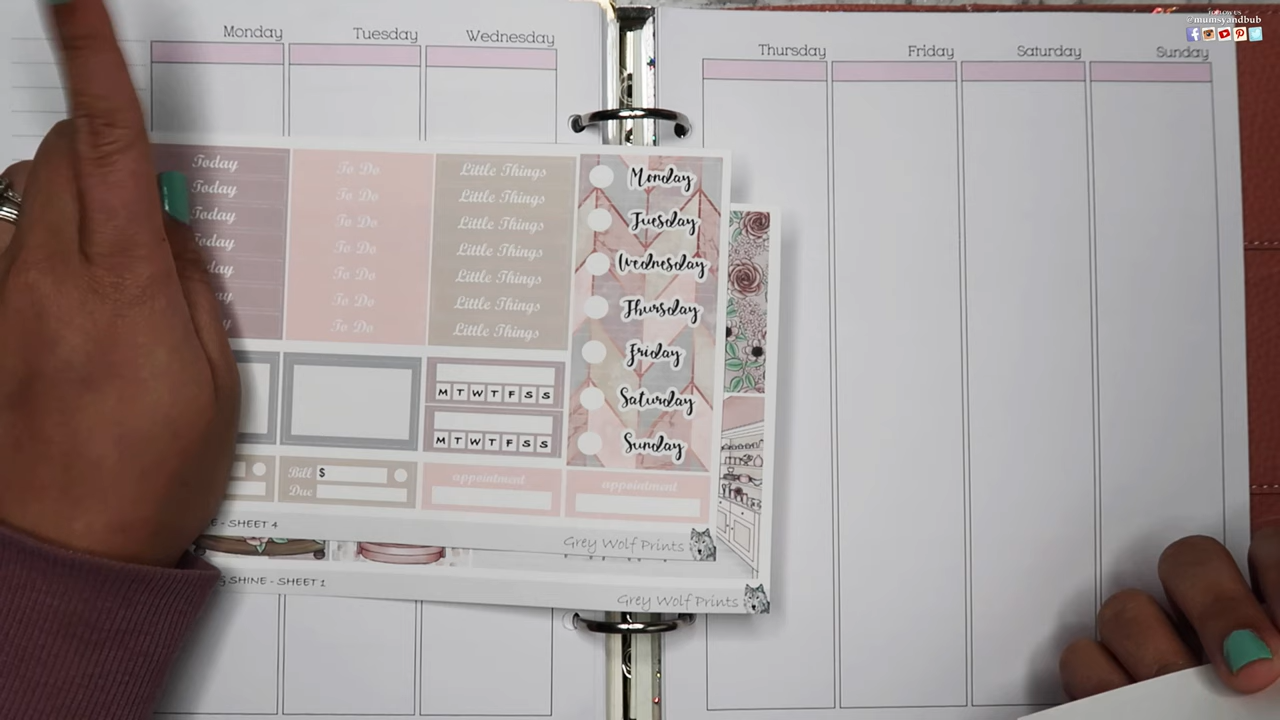 FOLLOW US
@mumsyandbub
Monday
Tuesday
Wednesday
Thursday
Friday
Saturday
Sunday
Today
To Do
Little Things
Monday
Today
To Do
Little Things
Today
To Do
Little Things
Tuesday
Today
To Do
Little Things
Wednesday
To Do
Little Things
To Do
Little Things
Thursday
To Do
Little Things
Friday
M T W T F S S
Saturday
M T W T F S S
Sunday
Bill $
Due
appointment
appointment
- SHEET 4
Grey Wolf Prints
SHINE - SHEET 1
Grey Wolf Prints